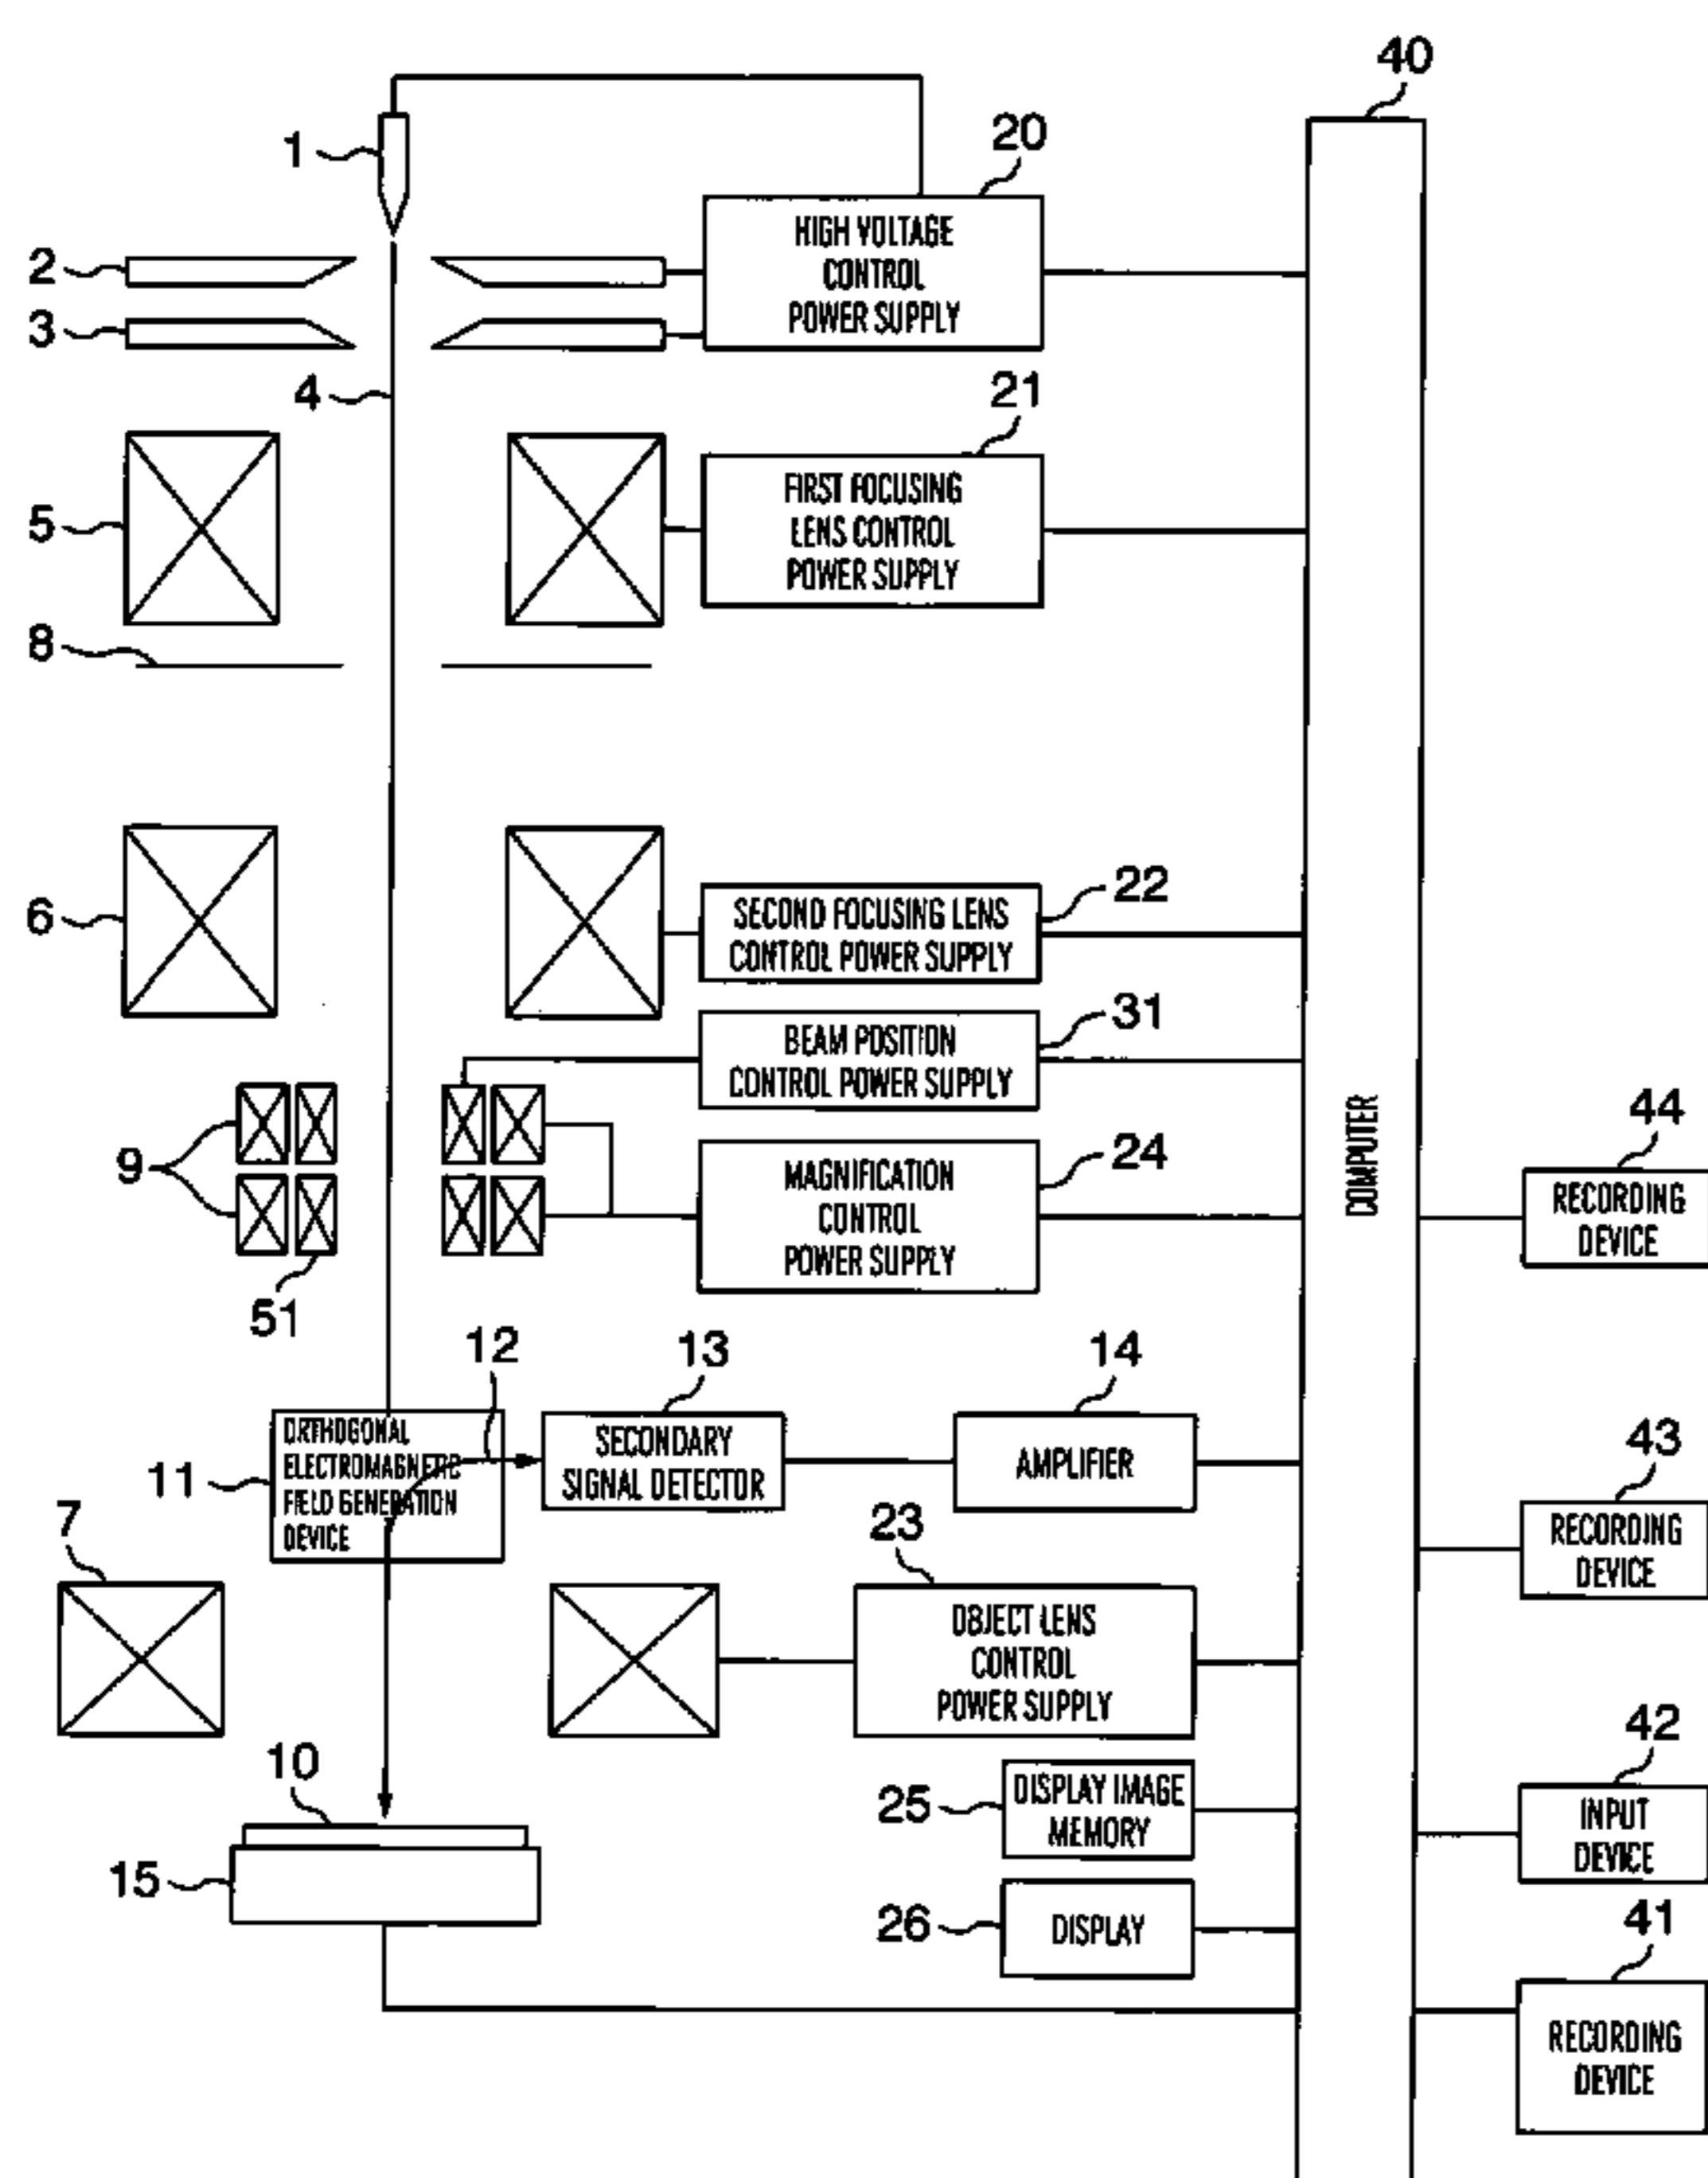 40
1
20
HIGH VOLTAGE
CONTROL
POWER SUPPLY
2
3
4
21
FIRST FOCUSING
LENS CONTROL
POWER SUPPLY
5
8
22
SECOND FOCUSING LENS
CONTROL POWER SUPPLY
6
31
BEAM POSITION
CONTROL POWER SUPPLY
COMPUTER
44
RECORDING
DEVICE
9
24
MAGNIFICATION
CONTROL
POWER SUPPLY
51
12
13
14
ORTHOGONAL
ELECTROMAGNETIC
FIELD GENERATION
DEVICE
11
SECONDARY
SIGNAL DETECTOR
AMPLIFIER
43
RECORDING
DEVICE
7
23
OBJECT LENS
CONTROL
POWER SUPPLY
10
15
25
DISPLAY IMAGE
MEMORY
42
INPUT
DEVICE
26
DISPLAY
41
RECORDING
DEVICE